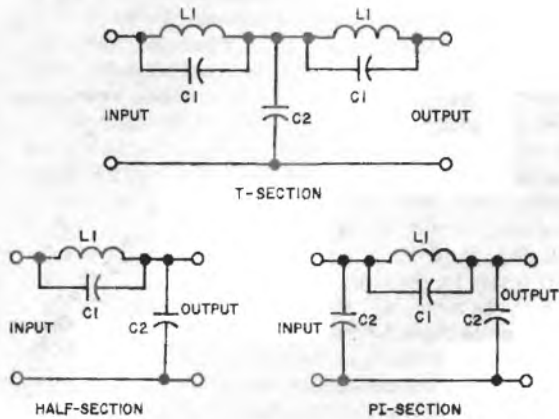 L1 L1
C1 C1
INPUT C2 OUTPUT
T-SECTION
L1 L1
C1 OUTPUT C1 OUTPUT
INPUT C2 INPUT C2 C2
HALF-SECTION PI-SECTION